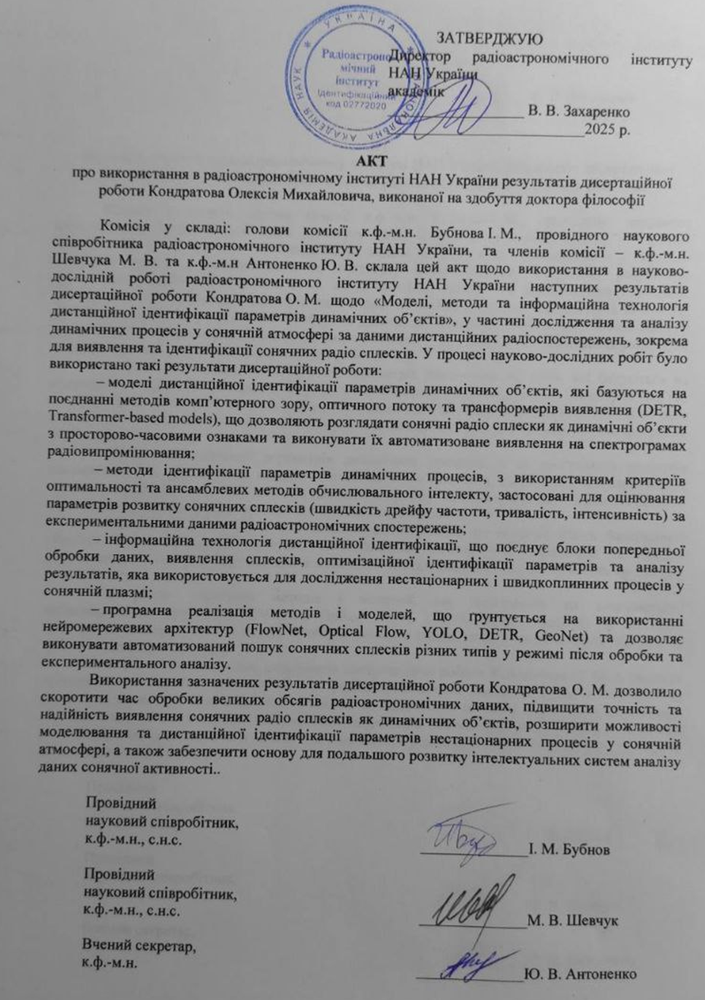 УКРАЇНА
НАЦІОНАЛЬНА АКАДЕМІЯ НАУК
Радіоастроно
мічний
інститут
Ідентифікаційний
код 02772020
ЗАТВЕРДЖУЮ
Директор радіоастрономічного інституту
НАН України
академік
В. В. Захаренко
2025 р.
АКТ
про використання в радіоастрономічному інституті НАН України результатів дисертаційної
роботи Кондратова Олексія Михайловича, виконаної на здобуття доктора філософії
Комісія у складі: голови комісії к.ф.-м.н. Бубнова І. М., провідного наукового
співробітника радіоастрономічного інституту НАН України, та членів комісії – к.ф.-м.н.
Шевчука М. В. та к.ф.-м.н Антоненко Ю. В. склала цей акт щодо використання в науково-
дослідній роботі радіоастрономічного інституту НАН України наступних результатів
дисертаційної роботи Кондратова О. М. щодо «Моделі, методи та інформаційна технологія
дистанційної ідентифікації параметрів динамічних об’єктів», у частині дослідження та аналізу
динамічних процесів у сонячній атмосфері за даними дистанційних радіоспостережень, зокрема
для виявлення та ідентифікації сонячних радіо сплесків. У процесі науково-дослідних робіт було
використано такі результати дисертаційної роботи:
– моделі дистанційної ідентифікації параметрів динамічних об’єктів, які базуються на
поєднанні методів комп’ютерного зору, оптичного потоку та трансформерів виявлення (DETR,
Transformer-based models), що дозволяють розглядати сонячні радіо сплески як динамічні об’єкти
з просторово-часовими ознаками та виконувати їх автоматизоване виявлення на спектрограмах
радіовипромінювання;
– методи ідентифікації параметрів динамічних процесів, з використанням критеріїв
оптимальності та ансамблевих методів обчислювального інтелекту, застосовані для оцінювання
параметрів розвитку сонячних сплесків (швидкість дрейфу частоти, тривалість, інтенсивність) за
експериментальними даними радіоастрономічних спостережень;
– інформаційна технологія дистанційної ідентифікації, що поєднує блоки попередньої
обробки даних, виявлення сплесків, оптимізаційної ідентифікації параметрів та аналізу
результатів, яка використовується для дослідження нестаціонарних і швидкоплинних процесів у
сонячній плазмі;
– програмна реалізація методів і моделей, що ґрунтується на використанні
нейромережевих архітектур (FlowNet, Optical Flow, YOLO, DETR, GeoNet) та дозволяє
виконувати автоматизований пошук сонячних сплесків різних типів у режимі після обробки та
експериментального аналізу.
Використання зазначених результатів дисертаційної роботи Кондратова О. М. дозволило
скоротити час обробки великих обсягів радіоастрономічних даних, підвищити точність та
надійність виявлення сонячних радіо сплесків як динамічних об’єктів, розширити можливості
моделювання та дистанційної ідентифікації параметрів нестаціонарних процесів у сонячній
атмосфері, а також забезпечити основу для подальшого розвитку інтелектуальних систем аналізу
даних сонячної активності..
Провідний
науковий співробітник,
к.ф.-м.н., с.н.с.
І. М. Бубнов
Провідний
науковий співробітник,
к.ф.-м.н., с.н.с.
М. В. Шевчук
Вчений секретар,
к.ф.-м.н.
Ю. В. Антоненко